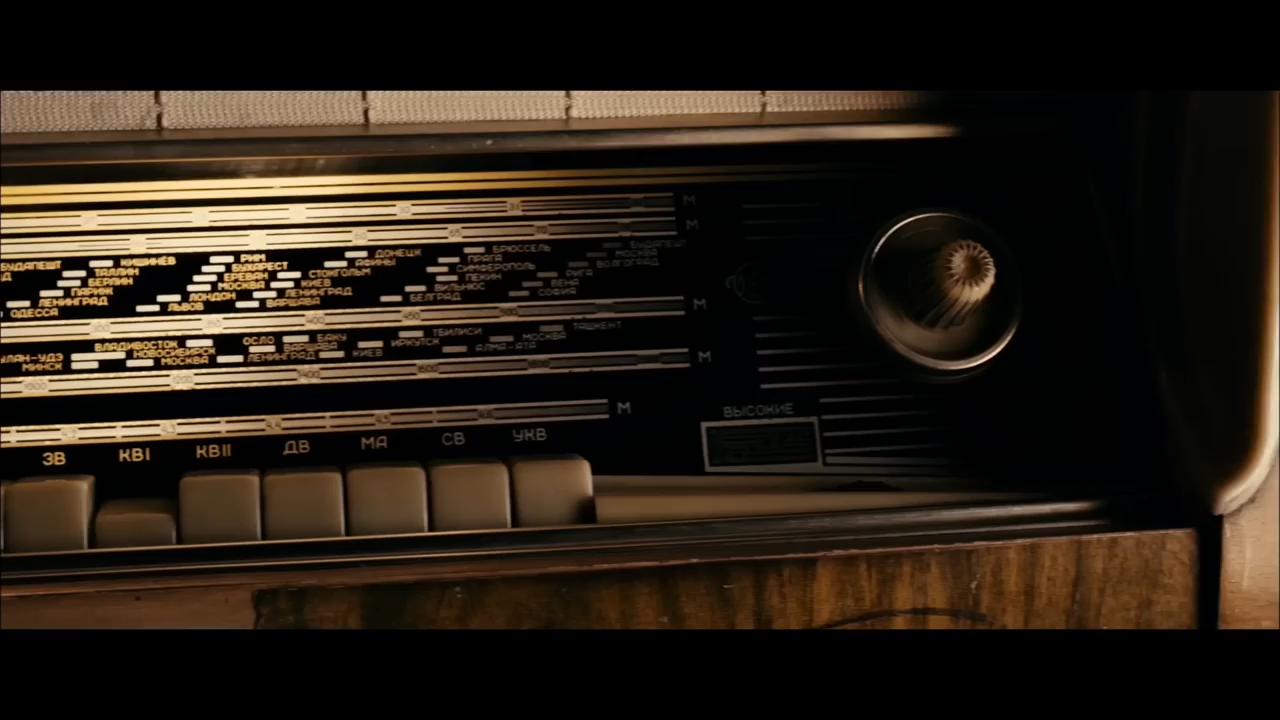 М
М
БУДАПЕШТ КИШИНЁВ РИМ ДОНЕЦК БРЮССЕЛЬ БУДАПЕШТ
ТАЛЛИН БУХАРЕСТ АФИНЫ ПРАГА МОСКВА
БЕРЛИН ЕРЕВАН СТОКГОЛЬМ СИМФЕРОПОЛЬ ВОЛГОГРАД
ПАРИЖ МОСКВА КИЕВ ПЕКИН РИГА
ЛЕНИНГРАД ЛОНДОН ЛЕНИНГРАД ВИЛЬНЮС ВЕНА
ОДЕССА ЛЬВОВ ВАРШАВА БЕЛГРАД СОФИЯ
М
ВЛАДИВОСТОК ОСЛО БАКУ ТБИЛИСИ ТАШКЕНТ
УЛАН-УДЭ НОВОСИБИРСК ВАРШАВА ИРКУТСК МОСКВА
МИНСК МОСКВА ЛЕНИНГРАД КИЕВ АЛМА-АТА
М
М
ВЫСОКИЕ
ЗВ КВI КВII ДВ МА СВ УКВ